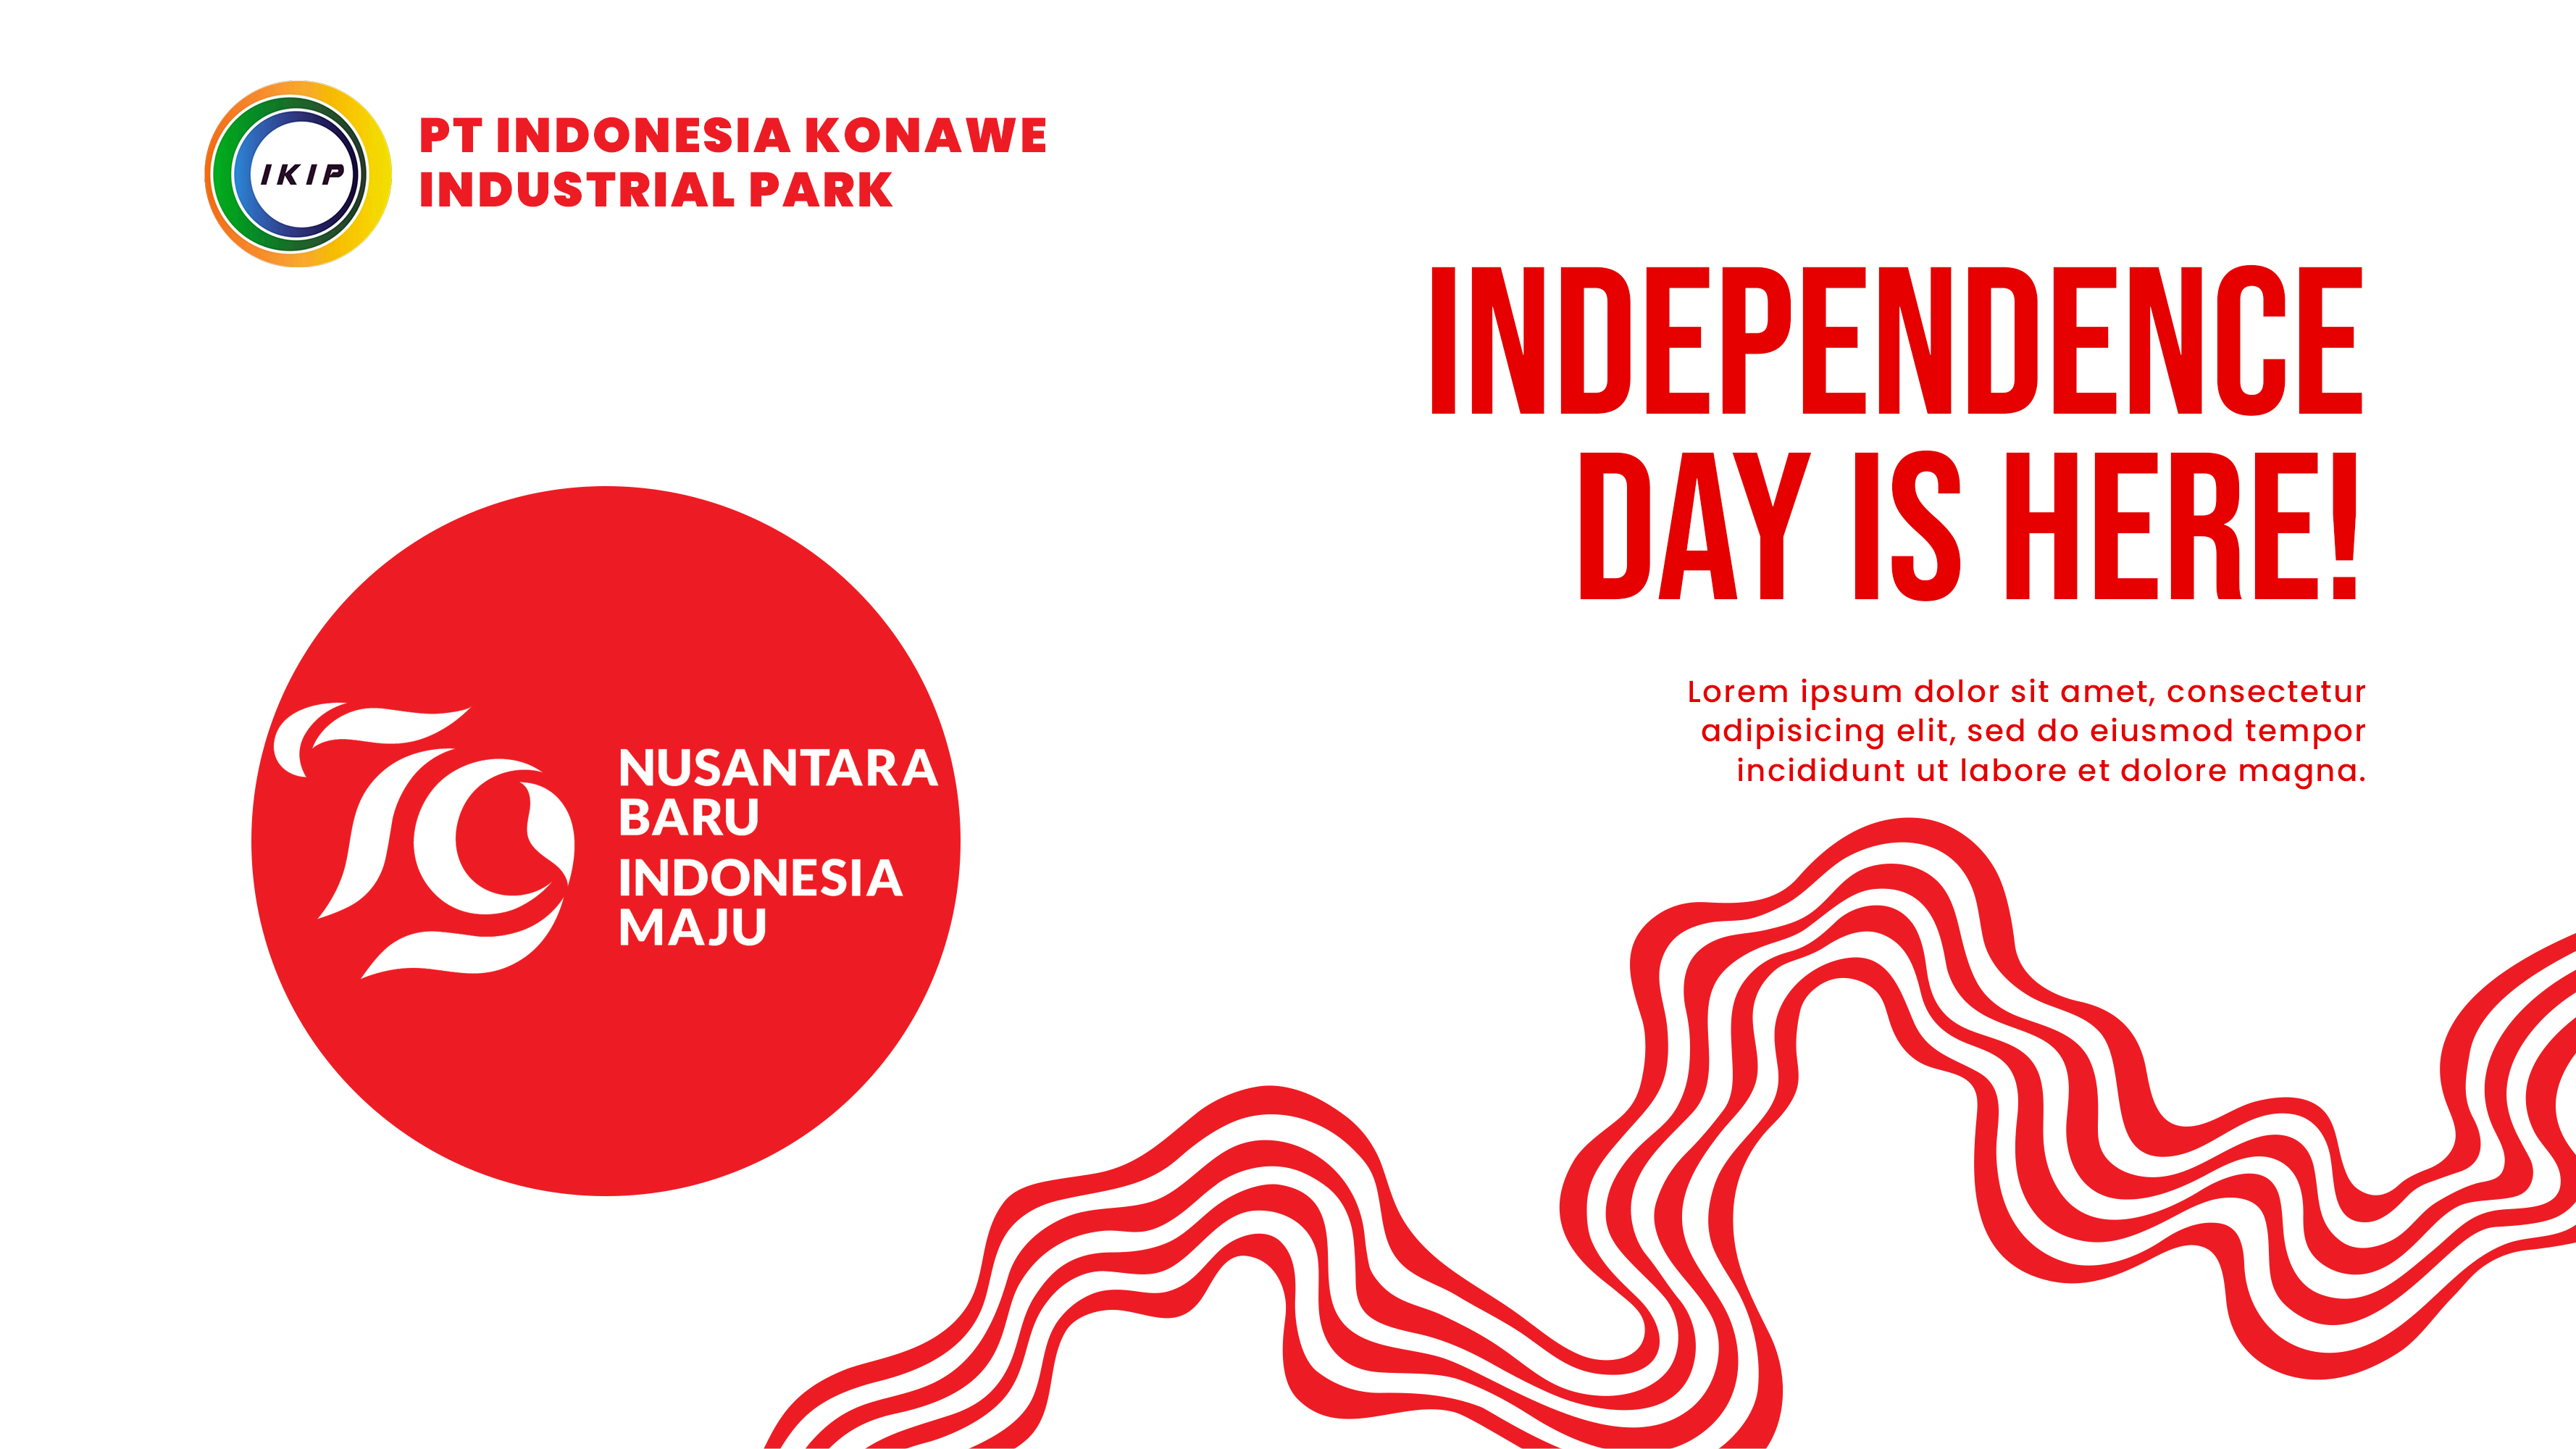 IKIP
PT INDONESIA KONAWE
INDUSTRIAL PARK
INDEPENDENCE
DAY IS HERE!
Lorem ipsum dolor sit amet, consectetur
adipisicing elit, sed do eiusmod tempor
incididunt ut labore et dolore magna.
79
NUSANTARA
BARU
INDONESIA
MAJU